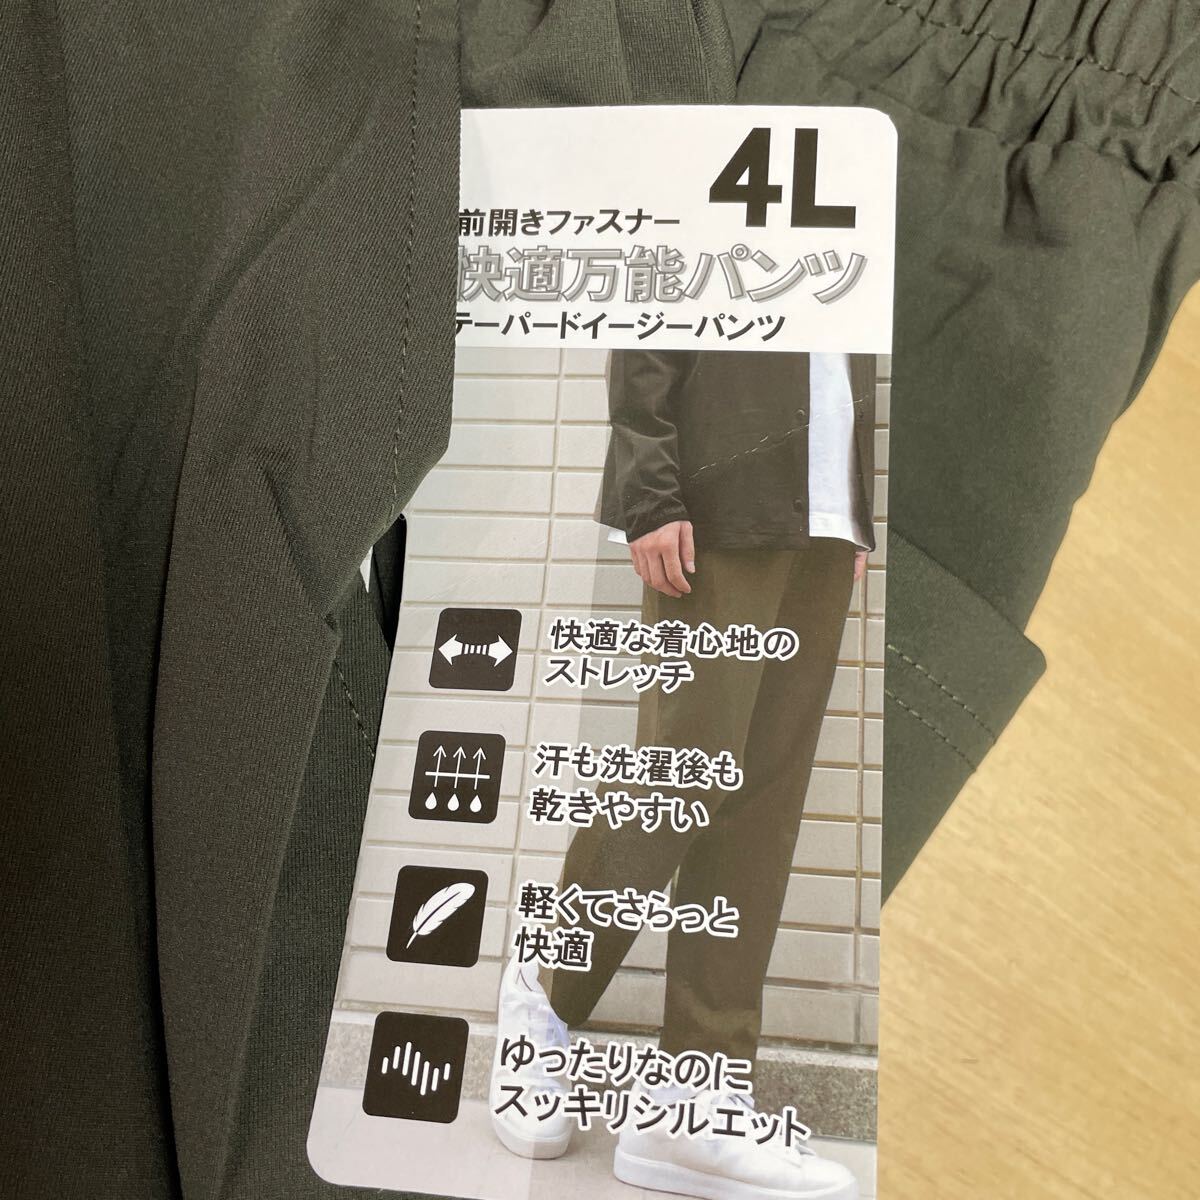 4L
前開きファスナー
快適万能パンツ
テーパードイージーパンツ
快適な着心地の
ストレッチ
汗も洗濯後も
乾きやすい
軽くてさらっと
快適
ゆったりなのに
スッキリシルエット